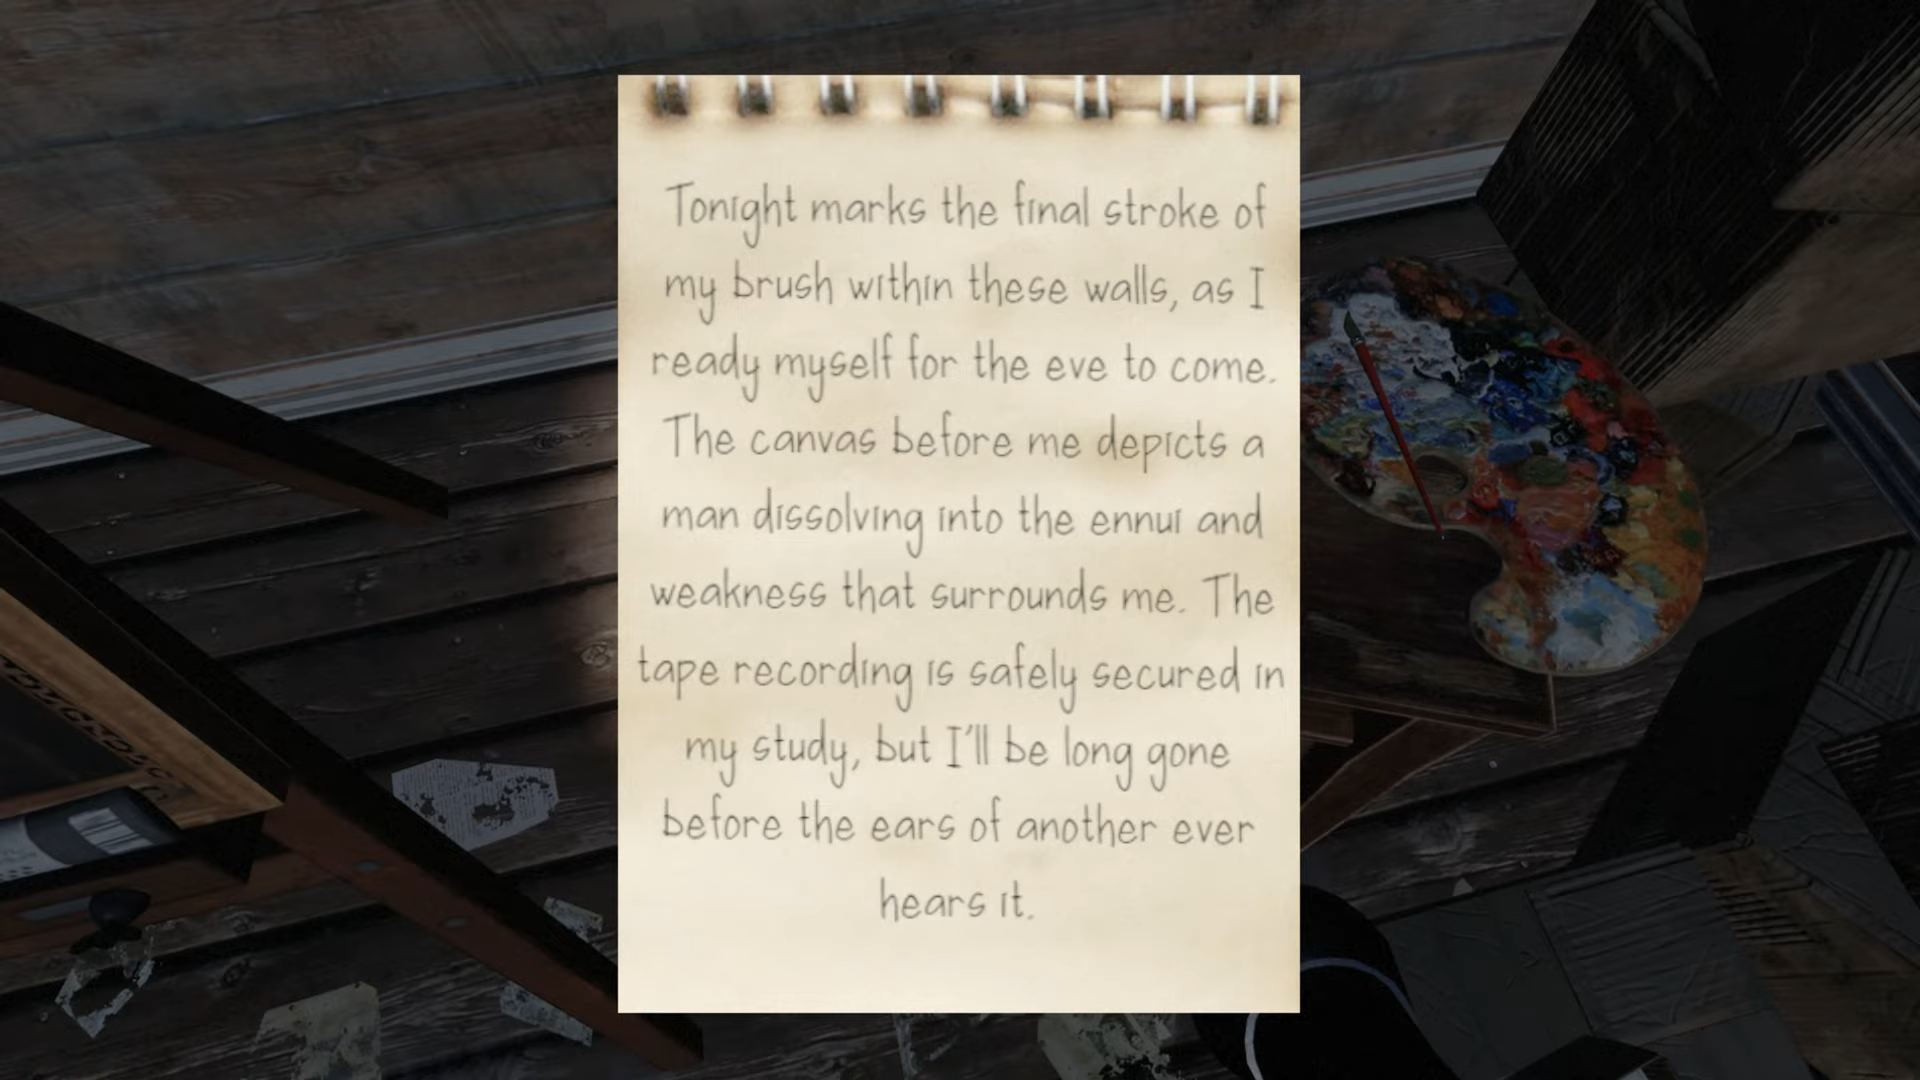 Tonight marks the final stroke of
my brush within these walls, as I
ready myself for the eve to come.
The canvas before me depicts a
man dissolving into the ennui and
weakness that surrounds me. The
tape recording is safely secured in
my study, but I'll be long gone
before the ears of another ever
hears it.